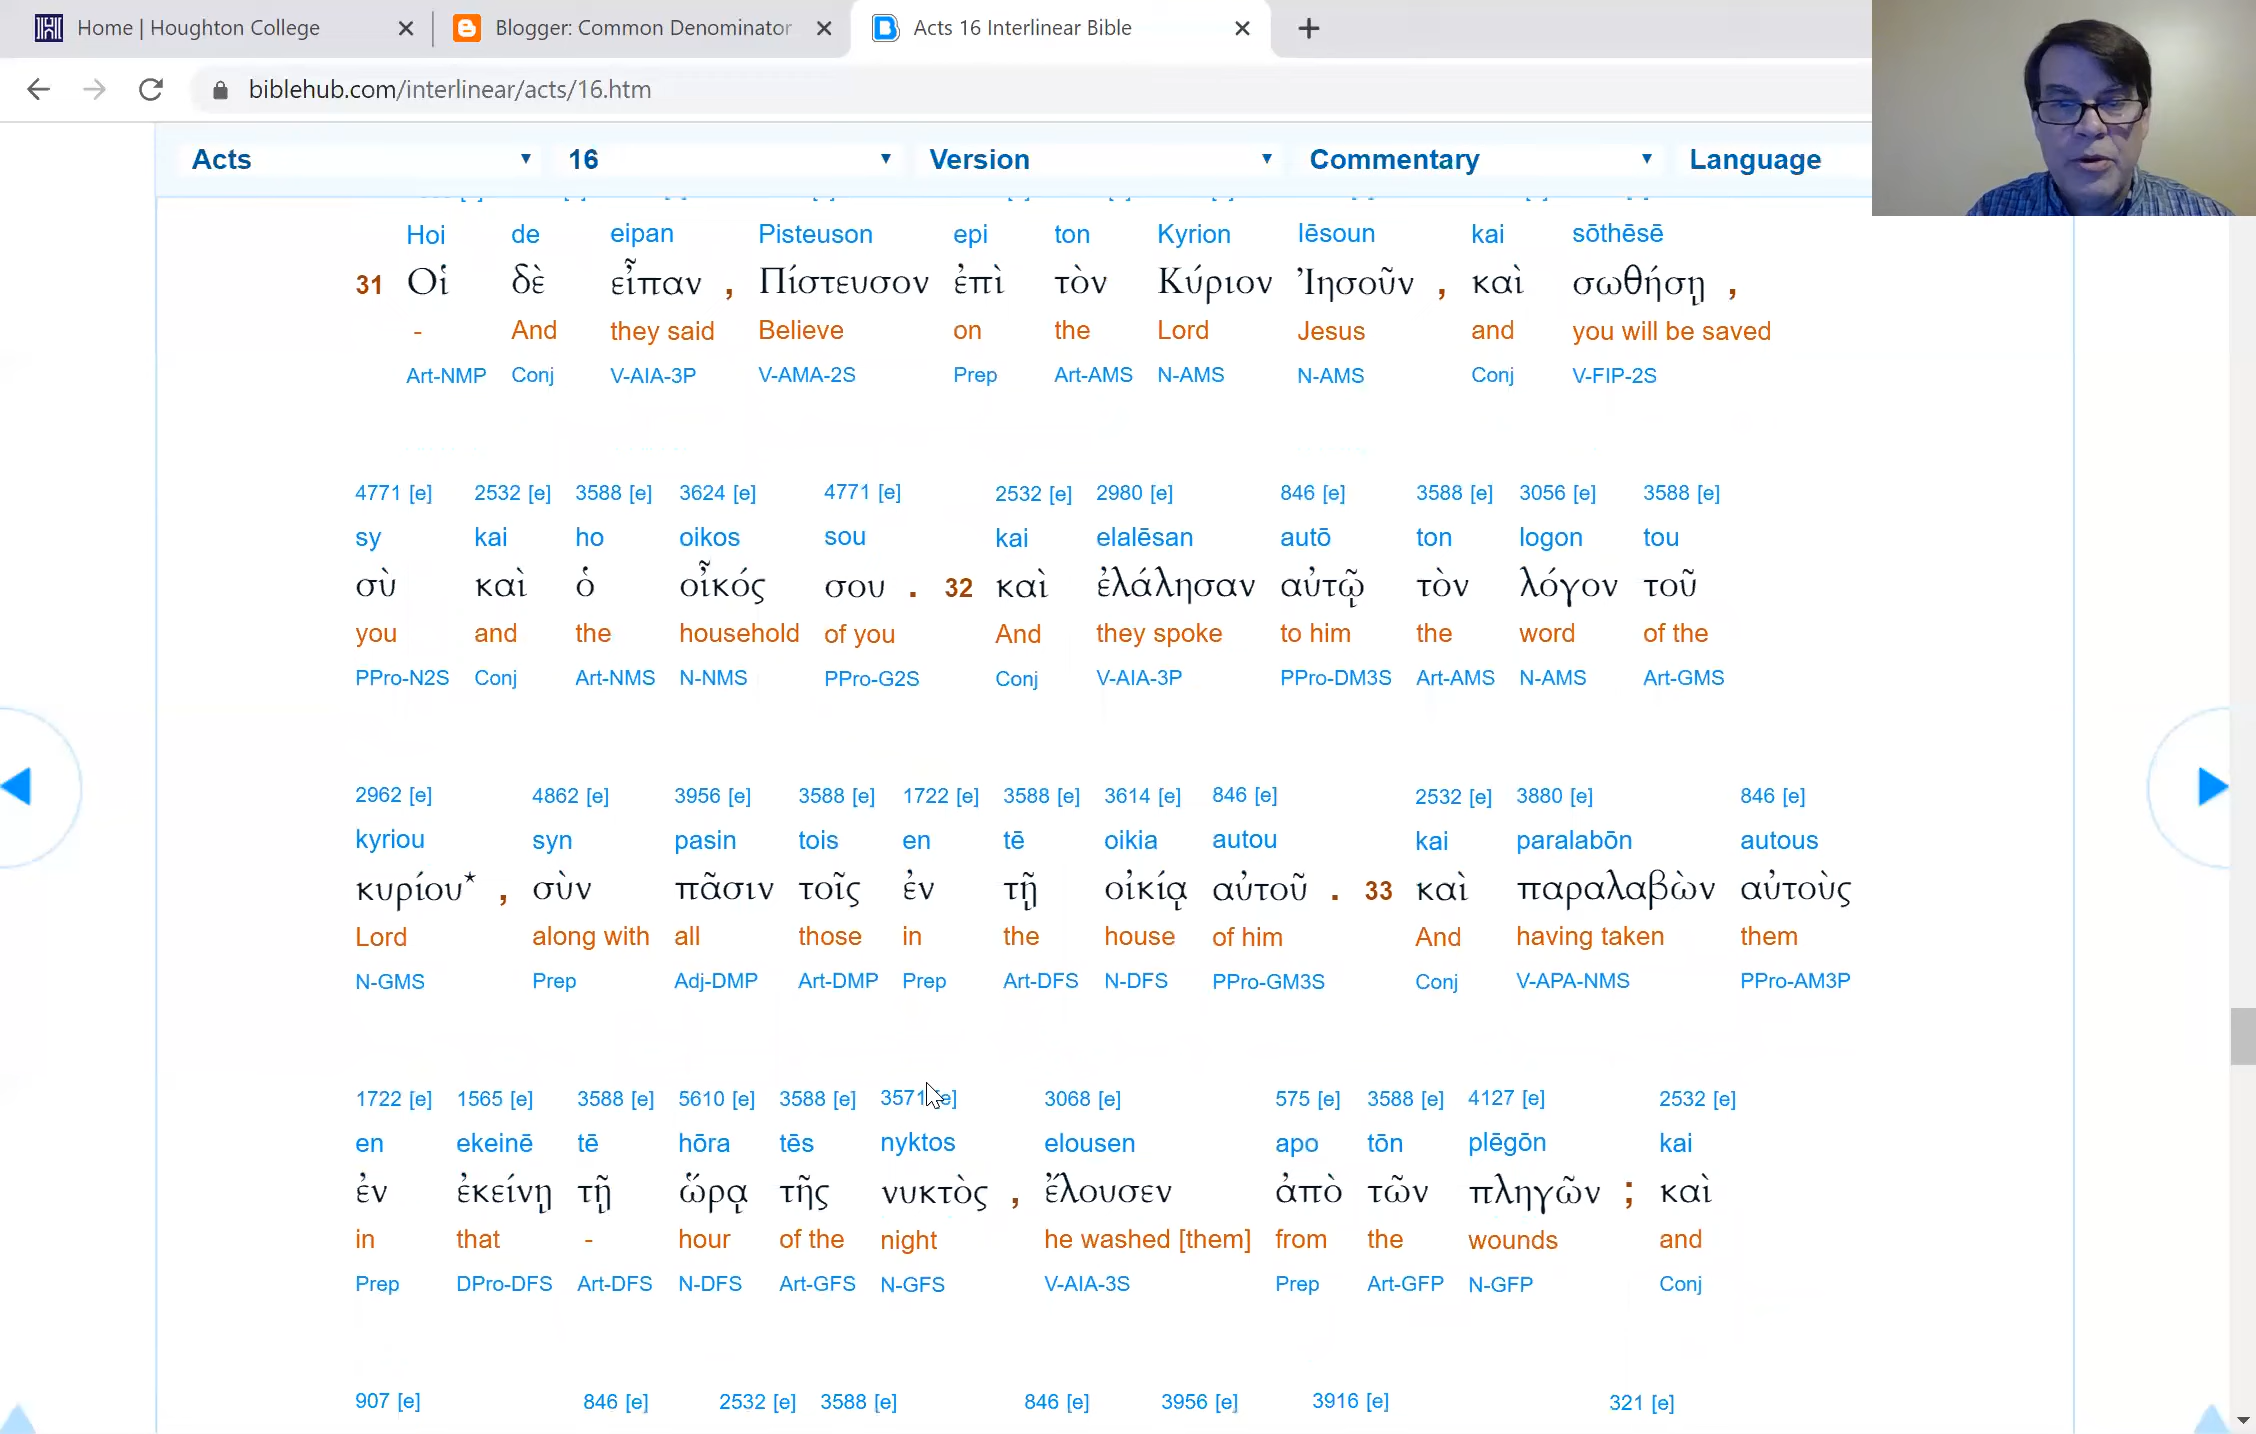 Home | Houghton College
Blogger: Common Denominator
Acts 16 Interlinear Bible
biblehub.com/interlinear/acts/16.htm
Acts 16 Version Commentary Language
Hoi de eipan Pisteuson epi ton Kyrion Iēsoun kai sōthēsē
31 Οἱ δὲ εἶπαν , Πίστευσον ἐπὶ τὸν Κύριον Ἰησοῦν , καὶ σωθήσῃ ,
- And they said Believe on the Lord Jesus and you will be saved
Art-NMP Conj V-AIA-3P V-AMA-2S Prep Art-AMS N-AMS N-AMS Conj V-FIP-2S
4771 [e] 2532 [e] 3588 [e] 3624 [e] 4771 [e] 2532 [e] 2980 [e] 846 [e] 3588 [e] 3056 [e] 3588 [e]
sy kai ho oikos sou kai elalēsan autō ton logon tou
σὺ καὶ ὁ οἶκός σου . 32 καὶ ἐλάλησαν αὐτῷ τὸν λόγον τοῦ
you and the household of you And they spoke to him the word of the
PPro-N2S Conj Art-NMS N-NMS PPro-G2S Conj V-AIA-3P PPro-DM3S Art-AMS N-AMS Art-GMS
2962 [e] 4862 [e] 3956 [e] 3588 [e] 1722 [e] 3588 [e] 3614 [e] 846 [e] 2532 [e] 3880 [e] 846 [e]
kyriou syn pasin tois en tē oikia autou kai paralabōn autous
κυρίου* , σὺν πᾶσιν τοῖς ἐν τῇ οἰκίᾳ αὐτοῦ . 33 καὶ παραλαβὼν αὐτοὺς
Lord along with all those in the house of him And having taken them
N-GMS Prep Adj-DMP Art-DMP Prep Art-DFS N-DFS PPro-GM3S Conj V-APA-NMS PPro-AM3P
1722 [e] 1565 [e] 3588 [e] 5610 [e] 3588 [e] 3571 [e] 3068 [e] 575 [e] 3588 [e] 4127 [e] 2532 [e]
en ekeinē tē hōra tēs nyktos elousen apo tōn plēgōn kai
ἐν ἐκείνῃ τῇ ὥρᾳ τῆς νυκτὸς , ἔλουσεν ἀπὸ τῶν πληγῶν ; καὶ
in that - hour of the night he washed [them] from the wounds and
Prep DPro-DFS Art-DFS N-DFS Art-GFS N-GFS V-AIA-3S Prep Art-GFP N-GFP Conj
907 [e] 846 [e] 2532 [e] 3588 [e] 846 [e] 3956 [e] 3916 [e] 321 [e]